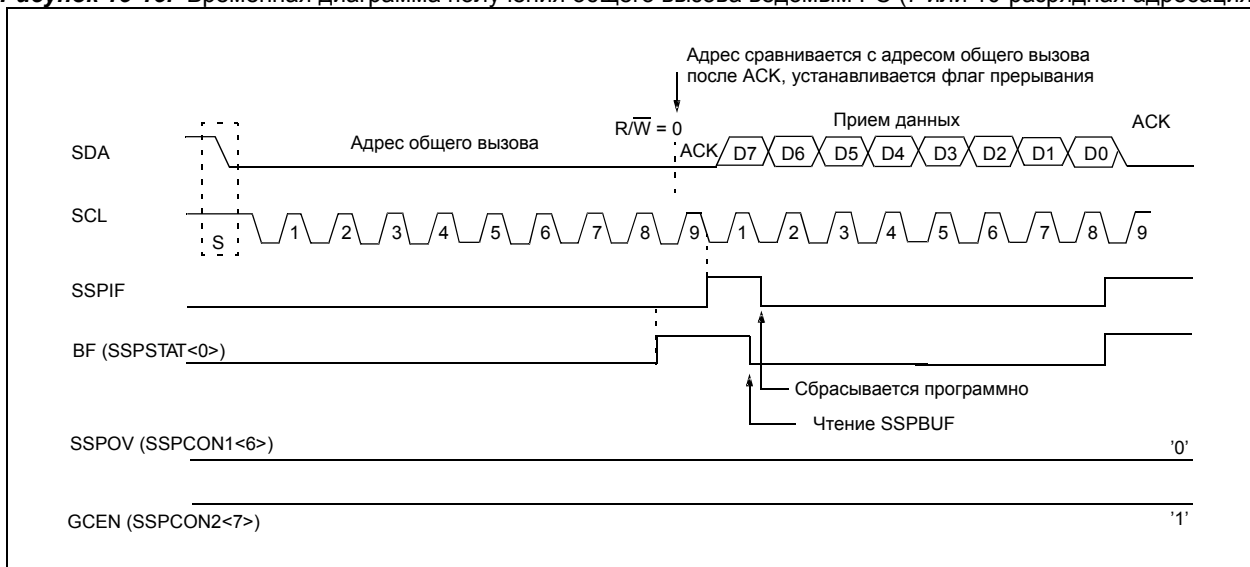 Рисунок 15-15. Временная диаграмма получения общего вызова ведомым I²C (7 или 10-разрядная адресация
Адрес сравнивается с адресом общего вызова
после ACK, устанавливается флаг прерывания
R/W = 0
Прием данных
ACK
SDA
Адрес общего вызова
ACK
D7 D6 D5 D4 D3 D2 D1 D0
SCL
S
1 2 3 4 5 6 7 8 9 1 2 3 4 5 6 7 8 9
SSPIF
BF (SSPSTAT<0>)
Сбрасывается программно
Чтение SSPBUF
SSPOV (SSPCON1<6>)
'0'
GCEN (SSPCON2<7>)
'1'